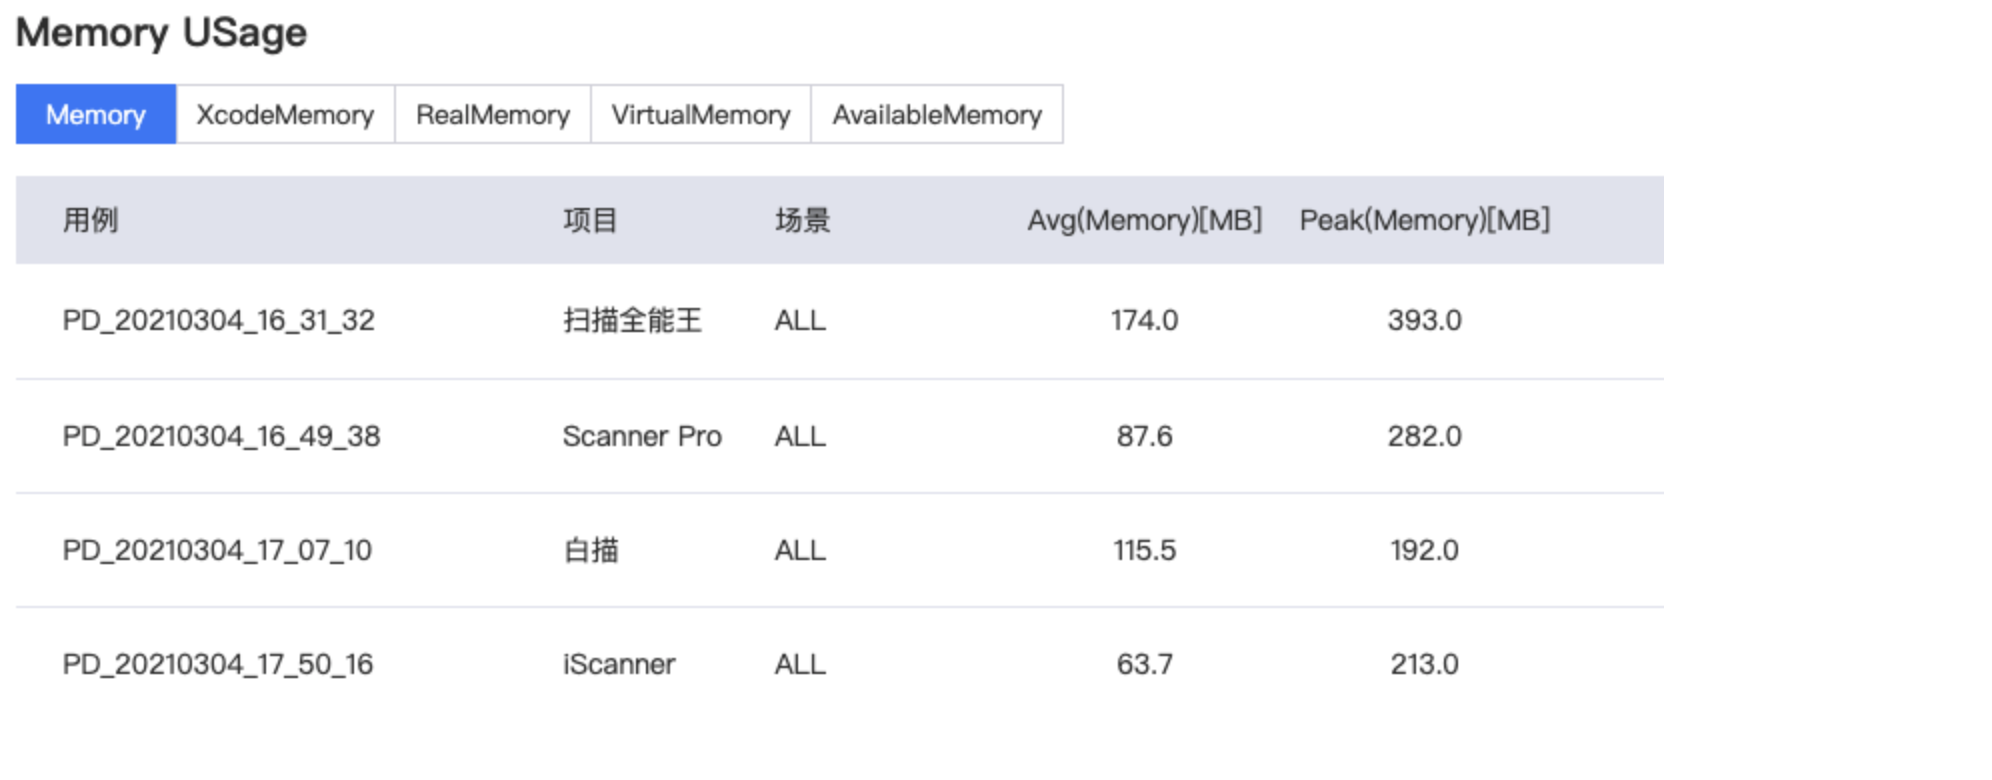 Memory USage
Memory XcodeMemory RealMemory VirtualMemory AvailableMemory
用例 项目 场景 Avg(Memory)[MB] Peak(Memory)[MB]
PD_20210304_16_31_32 扫描全能王 ALL 174.0 393.0
PD_20210304_16_49_38 Scanner Pro ALL 87.6 282.0
PD_20210304_17_07_10 白描 ALL 115.5 192.0
PD_20210304_17_50_16 iScanner ALL 63.7 213.0